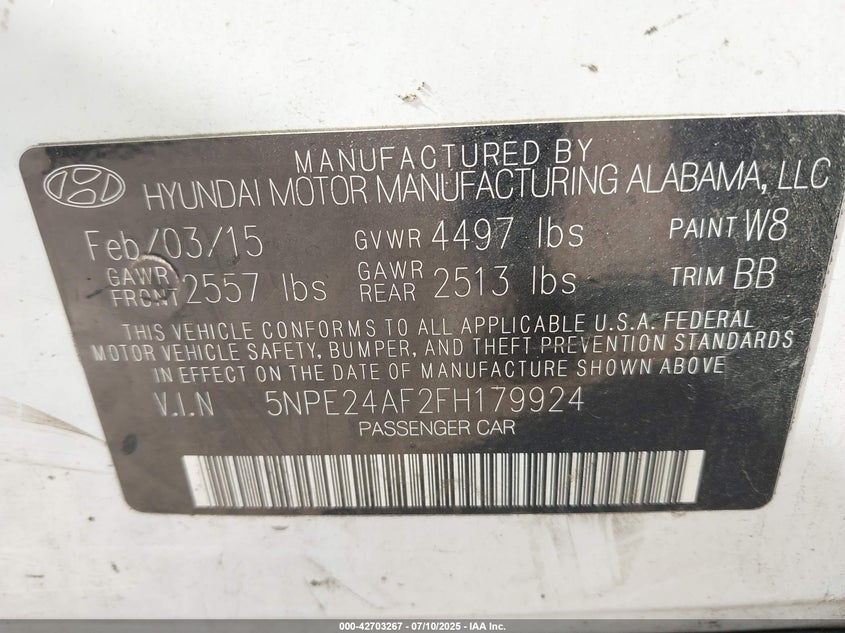 MANUFACTURED BY
HYUNDAI MOTOR MANUFACTURING ALABAMA, LLC
Feb/03/15 GVWR 4497 lbs PAINT W8
GAWR FRONT 2557 lbs GAWR REAR 2513 lbs TRIM BB
THIS VEHICLE CONFORMS TO ALL APPLICABLE U.S.A. FEDERAL
MOTOR VEHICLE SAFETY, BUMPER, AND THEFT PREVENTION STANDARDS
IN EFFECT ON THE DATE OF MANUFACTURE SHOWN ABOVE
V.I.N 5NPE24AF2FH179924
PASSENGER CAR
000-42703267 - 07/10/2025 - IAA Inc.